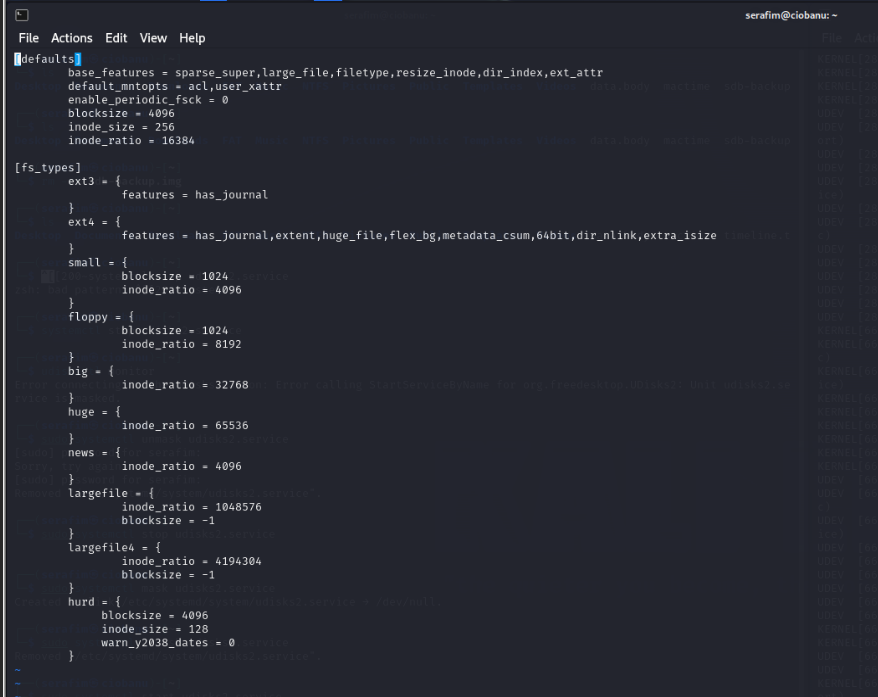 serafim@ciobanu: ~
File Actions Edit View Help
[defaults]
base_features = sparse_super,large_file,filetype,resize_inode,dir_index,ext_attr
default_mntopts = acl,user_xattr
enable_periodic_fsck = 0
blocksize = 4096
inode_size = 256
inode_ratio = 16384
[fs_types]
ext3 = {
features = has_journal
}
ext4 = {
features = has_journal,extent,huge_file,flex_bg,metadata_csum,64bit,dir_nlink,extra_isize
}
small = {
blocksize = 1024
inode_ratio = 4096
}
floppy = {
blocksize = 1024
inode_ratio = 8192
}
big = {
inode_ratio = 32768
}
huge = {
inode_ratio = 65536
}
news = {
inode_ratio = 4096
}
largefile = {
inode_ratio = 1048576
blocksize = -1
}
largefile4 = {
inode_ratio = 4194304
blocksize = -1
}
hurd = {
blocksize = 4096
inode_size = 128
warn_y2038_dates = 0
}
~
~
~